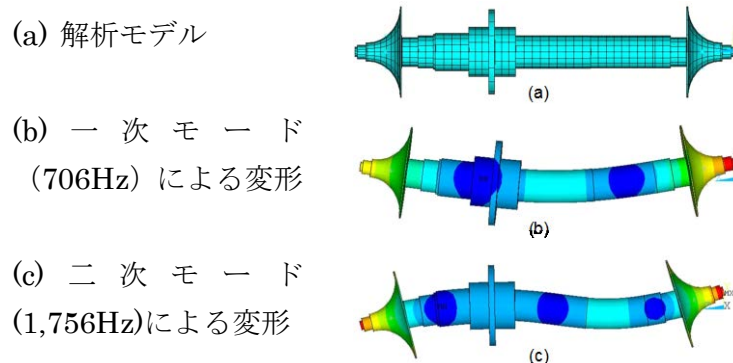 (a) 解析モデル
(a)
(b) 一 次 モ ー ド
（706Hz）による変形
(b)
(c) 二 次 モ ー ド
(1,756Hz)による変形
(c)